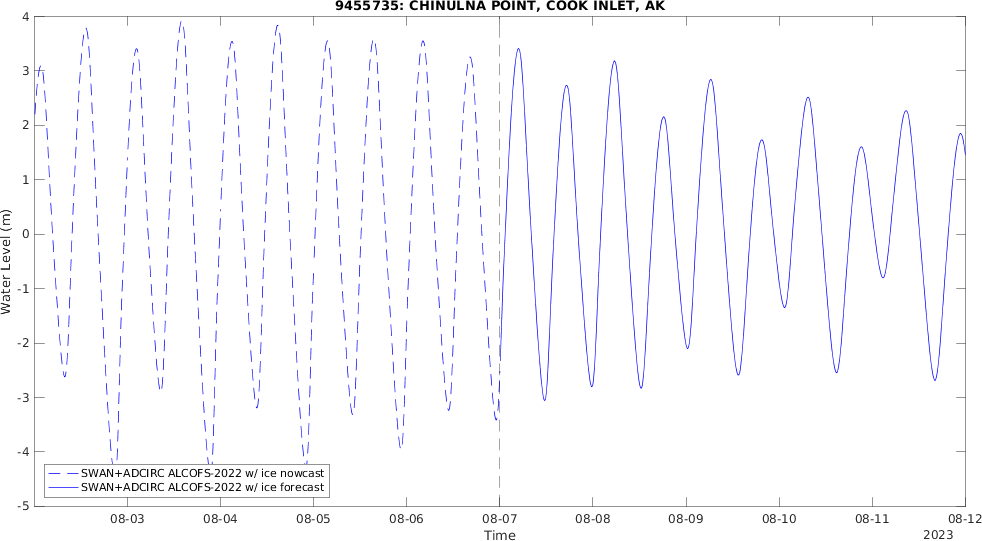 9455735: CHINULNA POINT, COOK INLET, AK
4
3
2
1
0
-1
-2
-3
-4
-5
Water Level (m)
SWAN+ADCIRC ALCOFS-2022 w/ ice nowcast
SWAN+ADCIRC ALCOFS-2022 w/ ice forecast
08-03 08-04 08-05 08-06 08-07 08-08 08-09 08-10 08-11 08-12
Time
2023